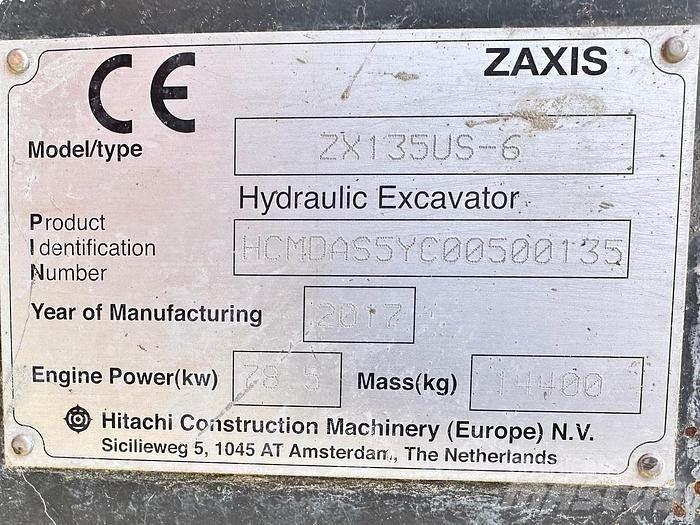 CE ZAXIS
Model/type ZX135US-6
Hydraulic Excavator
Product
Identification HCMDAS5YC00500135
Number
Year of Manufacturing 2017
Engine Power(kw) 78.5 Mass(kg) 14400
Hitachi Construction Machinery (Europe) N.V.
Sicilieweg 5, 1045 AT Amsterdam, The Netherlands